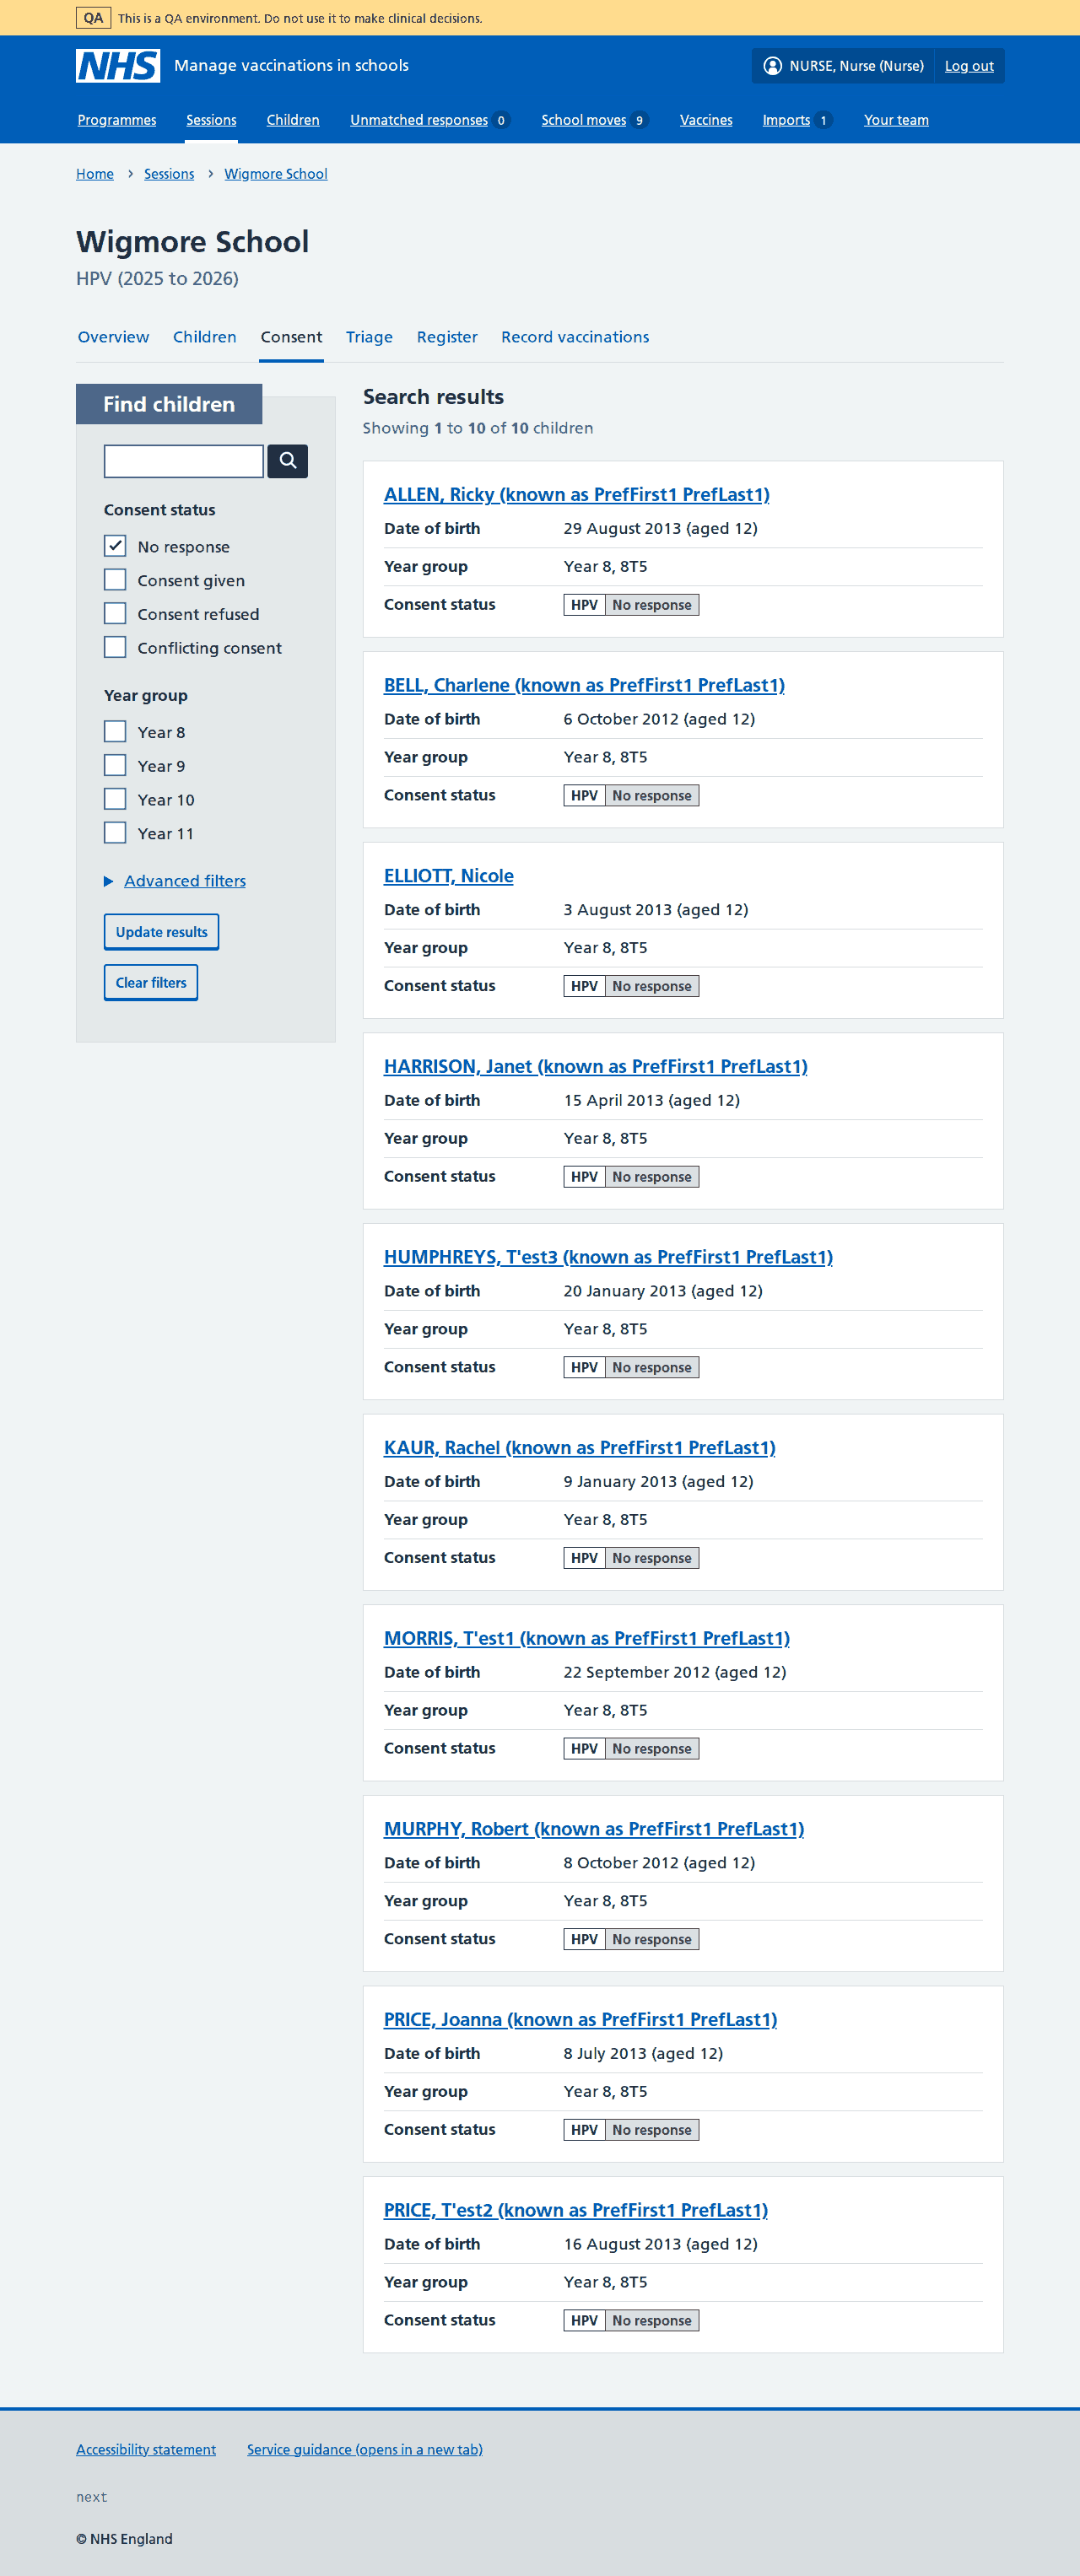 QA This is a QA environment. Do not use it to make clinical decisions.
NHS Manage vaccinations in schools NURSE, Nurse (Nurse) Log out
Programmes Sessions Children Unmatched responses 0 School moves 9 Vaccines Imports 1 Your team
Home › Sessions › Wigmore School
Wigmore School
HPV (2025 to 2026)
Overview Children Consent Triage Register Record vaccinations
Find children
Consent status
No response
Consent given
Consent refused
Conflicting consent
Year group
Year 8
Year 9
Year 10
Year 11
Advanced filters
Update results
Clear filters
Search results
Showing 1 to 10 of 10 children
ALLEN, Ricky (known as PrefFirst1 PrefLast1)
Date of birth 29 August 2013 (aged 12)
Year group Year 8, 8T5
Consent status HPV No response
BELL, Charlene (known as PrefFirst1 PrefLast1)
Date of birth 6 October 2012 (aged 12)
Year group Year 8, 8T5
Consent status HPV No response
ELLIOTT, Nicole
Date of birth 3 August 2013 (aged 12)
Year group Year 8, 8T5
Consent status HPV No response
HARRISON, Janet (known as PrefFirst1 PrefLast1)
Date of birth 15 April 2013 (aged 12)
Year group Year 8, 8T5
Consent status HPV No response
HUMPHREYS, T'est3 (known as PrefFirst1 PrefLast1)
Date of birth 20 January 2013 (aged 12)
Year group Year 8, 8T5
Consent status HPV No response
KAUR, Rachel (known as PrefFirst1 PrefLast1)
Date of birth 9 January 2013 (aged 12)
Year group Year 8, 8T5
Consent status HPV No response
MORRIS, T'est1 (known as PrefFirst1 PrefLast1)
Date of birth 22 September 2012 (aged 12)
Year group Year 8, 8T5
Consent status HPV No response
MURPHY, Robert (known as PrefFirst1 PrefLast1)
Date of birth 8 October 2012 (aged 12)
Year group Year 8, 8T5
Consent status HPV No response
PRICE, Joanna (known as PrefFirst1 PrefLast1)
Date of birth 8 July 2013 (aged 12)
Year group Year 8, 8T5
Consent status HPV No response
PRICE, T'est2 (known as PrefFirst1 PrefLast1)
Date of birth 16 August 2013 (aged 12)
Year group Year 8, 8T5
Consent status HPV No response
Accessibility statement Service guidance (opens in a new tab)
next
© NHS England